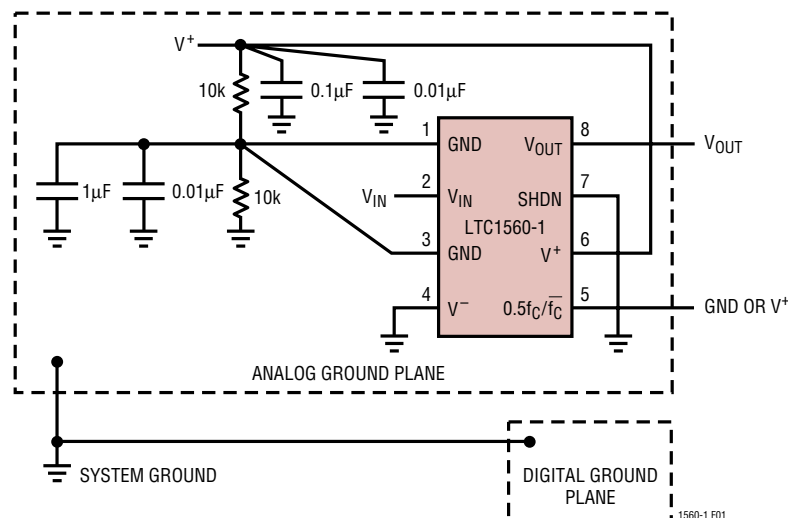 V+
10k
0.1µF
0.01µF
1
GND
VOUT
8
VOUT
1µF
0.01µF
10k
VIN
2
VIN
SHDN
7
LTC1560-1
3
GND
V+
6
4
V−
0.5fC/f̅C̅
5
GND OR V+
ANALOG GROUND PLANE
SYSTEM GROUND
DIGITAL GROUND
PLANE
1560-1 F01